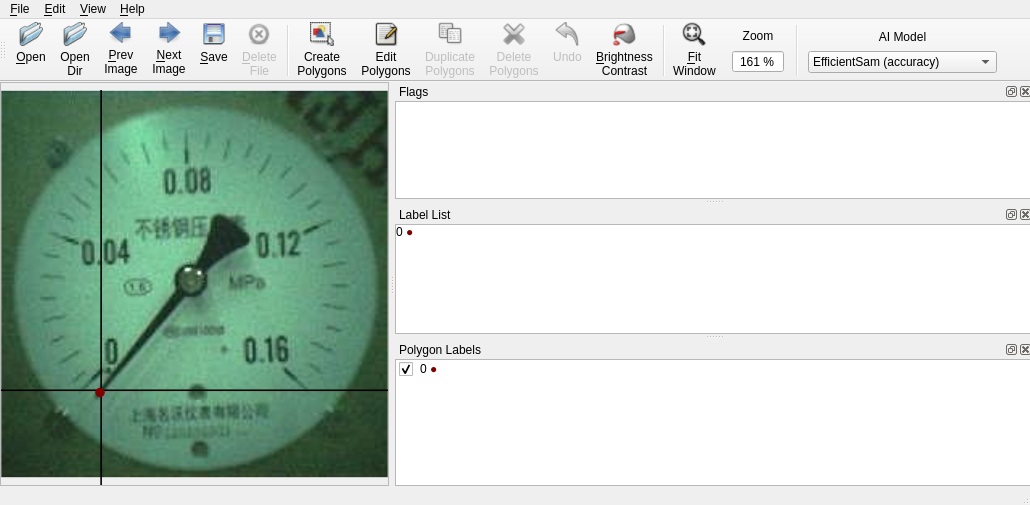 File Edit View Help
Open
Open Dir
Prev Image
Next Image
Save
Delete File
Create Polygons
Edit Polygons
Duplicate Polygons
Delete Polygons
Undo
Brightness Contrast
Fit Window
Zoom
161 %
AI Model
EfficientSam (accuracy)
Flags
Label List
0
Polygon Labels
0
0.08
不锈钢压
0.04
0.12
1.6
MPa
0
0.16
上海名沃仪表有限公司